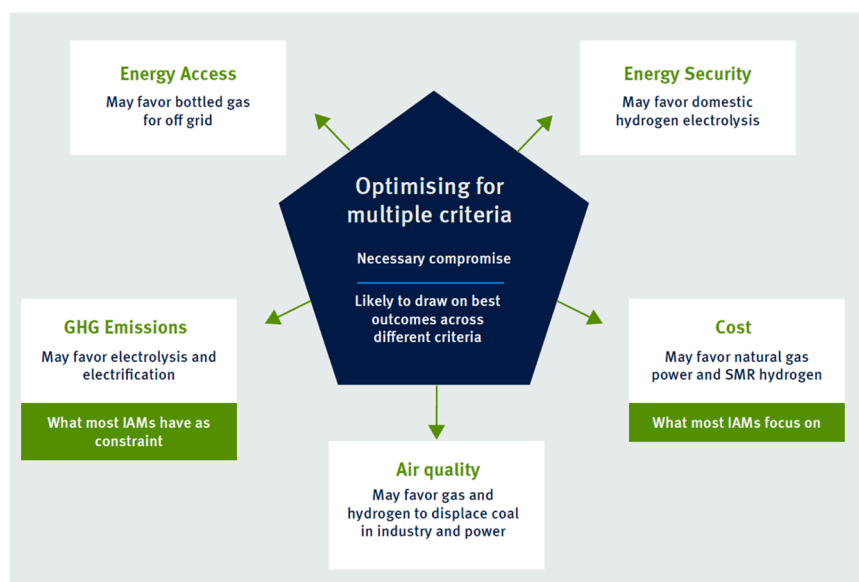 Energy Access
May favor bottled gas
for off grid
Energy Security
May favor domestic
hydrogen electrolysis
Optimising for
multiple criteria
Necessary compromise
Likely to draw on best
outcomes across
different criteria
GHG Emissions
May favor electrolysis and
electrification
What most IAMs have as
constraint
Cost
May favor natural gas
power and SMR hydrogen
What most IAMs focus on
Air quality
May favor gas and
hydrogen to displace coal
in industry and power